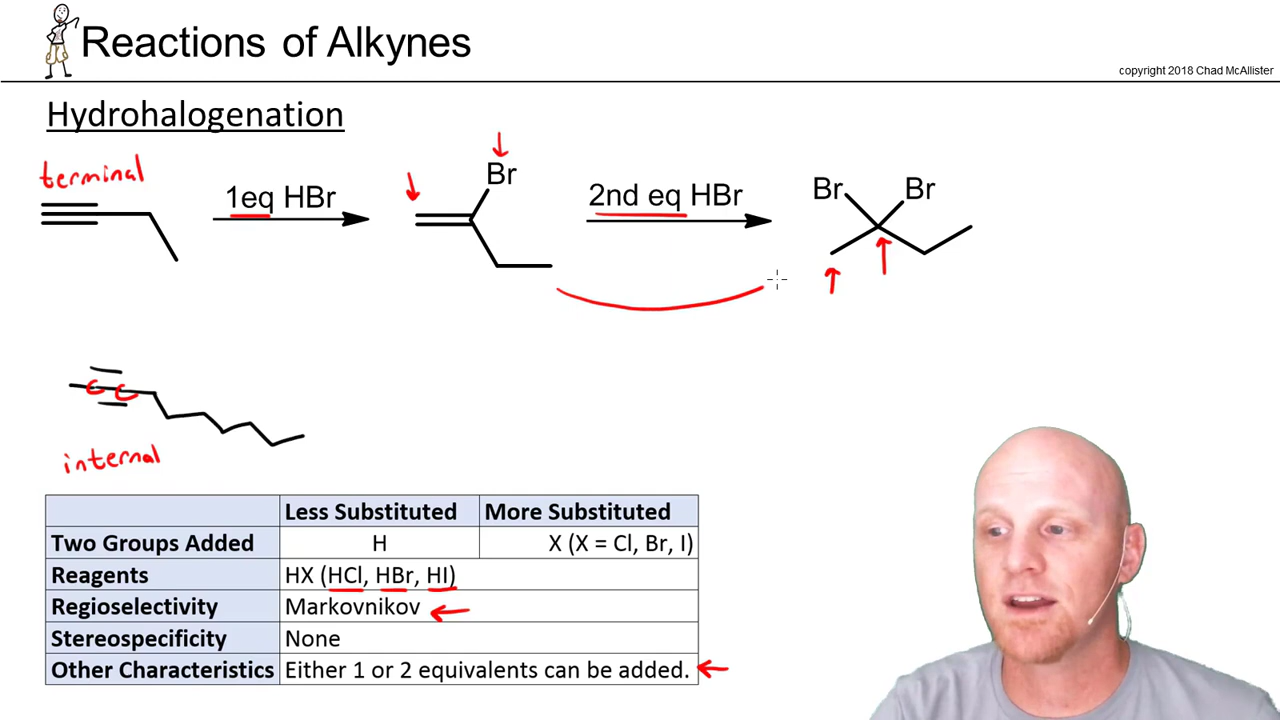 Reactions of Alkynes
copyright 2018 Chad McAllister
Hydrohalogenation
terminal
1eq HBr
Br
2nd eq HBr
Br Br
C C
internal
Less Substituted More Substituted
Two Groups Added H X (X = Cl, Br, I)
Reagents HX (HCl, HBr, HI)
Regioselectivity Markovnikov
Stereospecificity None
Other Characteristics Either 1 or 2 equivalents can be added.